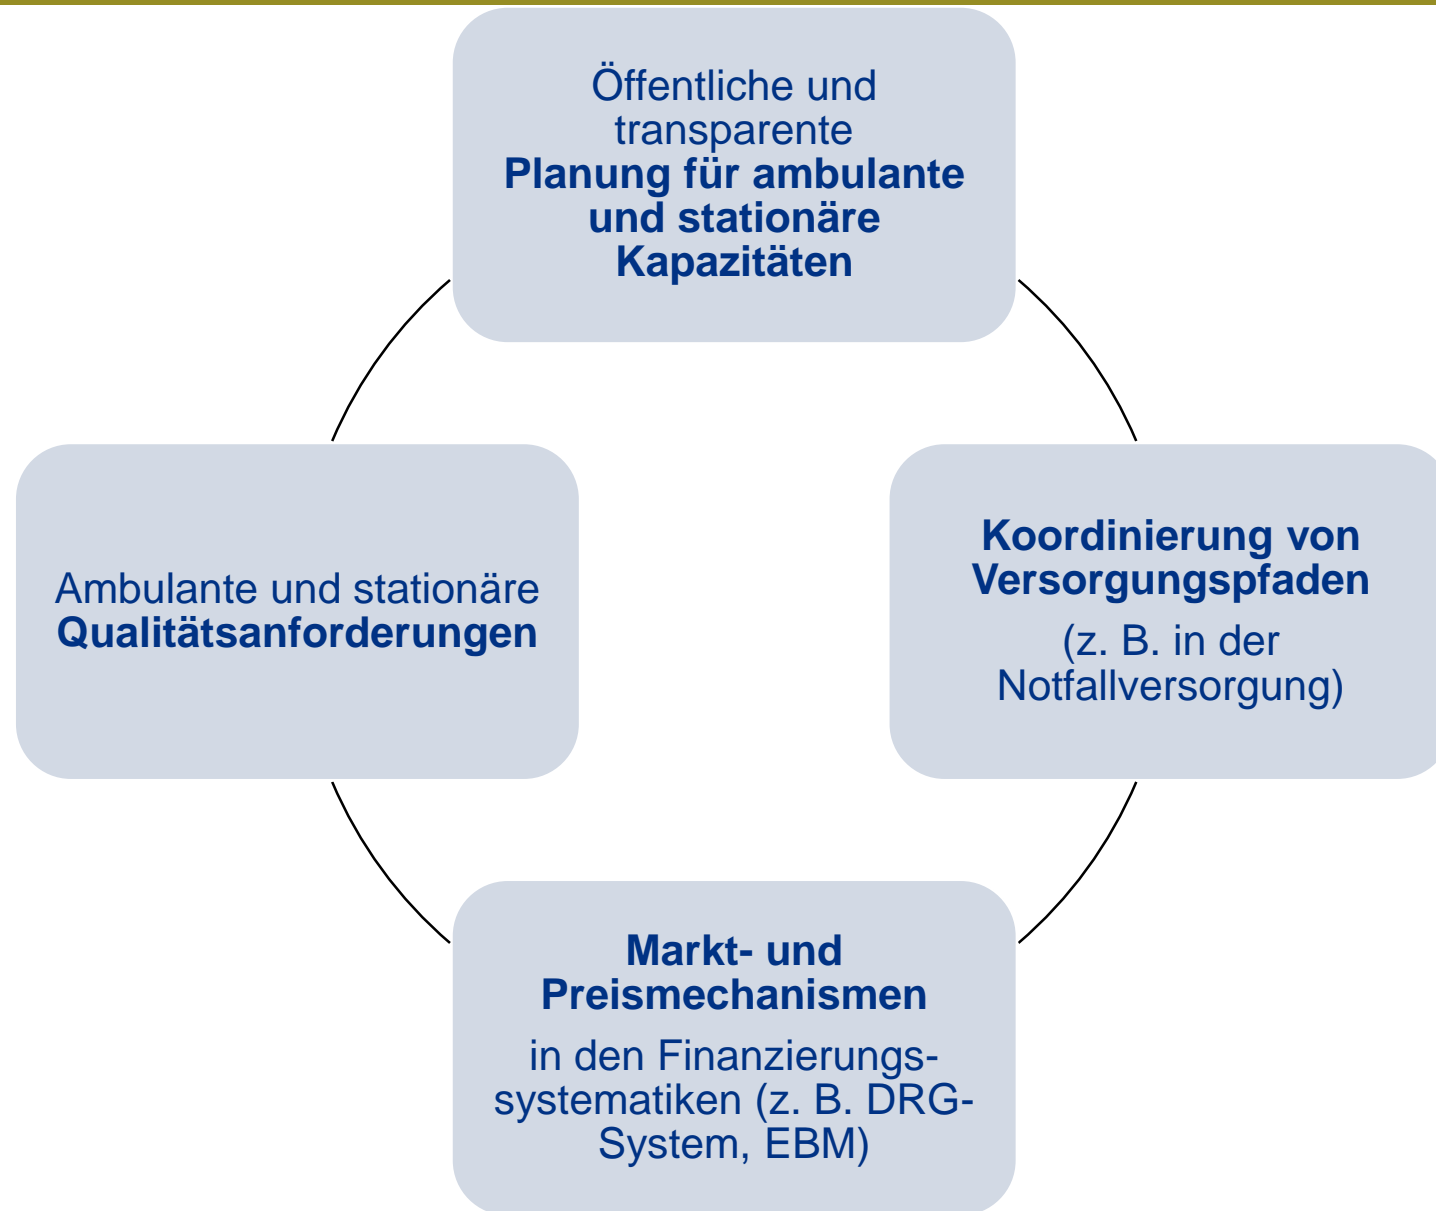 Öffentliche und
transparente
Planung für ambulante
und stationäre
Kapazitäten
Ambulante und stationäre
Qualitätsanforderungen
Koordinierung von
Versorgungspfaden
(z. B. in der
Notfallversorgung)
Markt- und
Preismechanismen
in den Finanzierungs-
systematiken (z. B. DRG-
System, EBM)